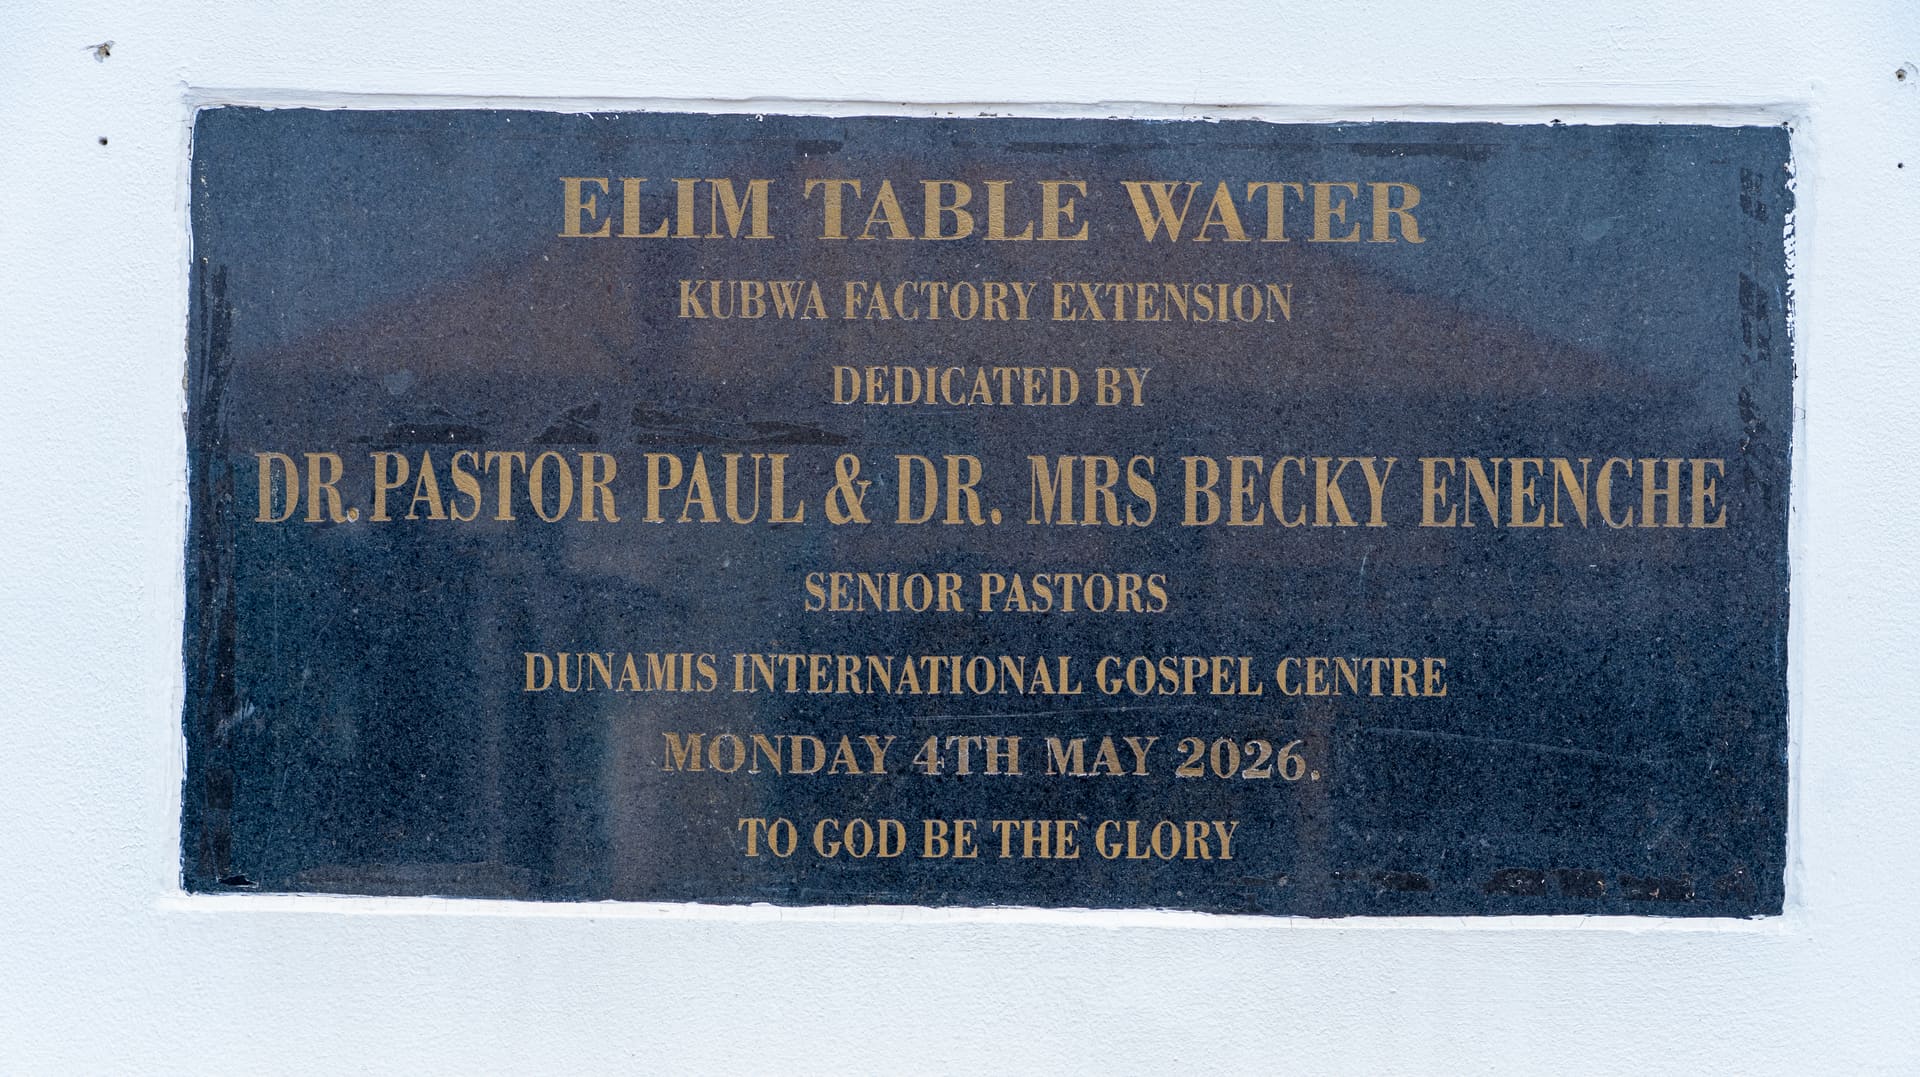 ELIM TABLE WATER
KUBWA FACTORY EXTENSION
DEDICATED BY
DR. PASTOR PAUL & DR. MRS BECKY ENENCHE
SENIOR PASTORS
DUNAMIS INTERNATIONAL GOSPEL CENTRE
MONDAY 4TH MAY 2026.
TO GOD BE THE GLORY